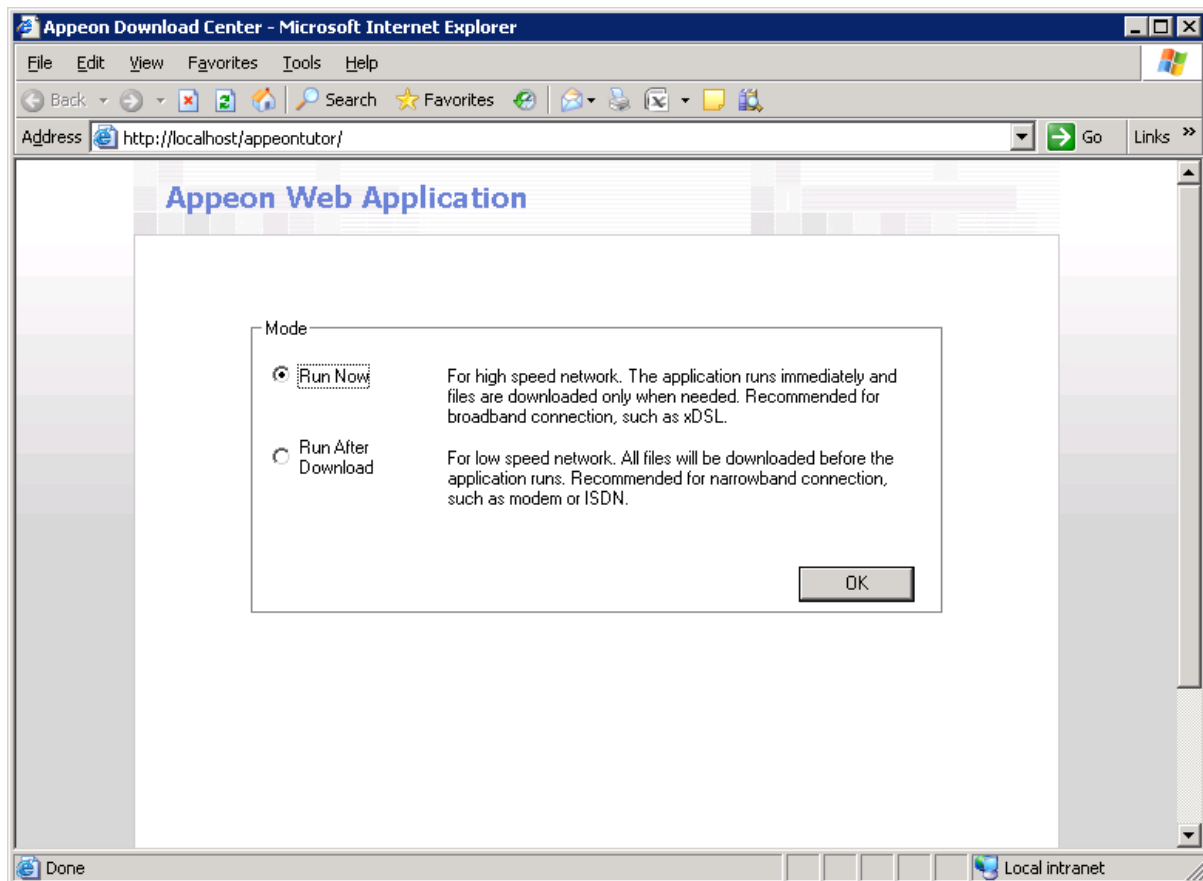 Appeon Download Center - Microsoft Internet Explorer
File Edit View Favorites Tools Help
Back Search Favorites
Address http://localhost/appeontutor/ Go Links »
Appeon Web Application
Mode
Run Now
For high speed network. The application runs immediately and
files are downloaded only when needed. Recommended for
broadband connection, such as xDSL.
Run After
Download
For low speed network. All files will be downloaded before the
application runs. Recommended for narrowband connection,
such as modem or ISDN.
OK
Done Local intranet